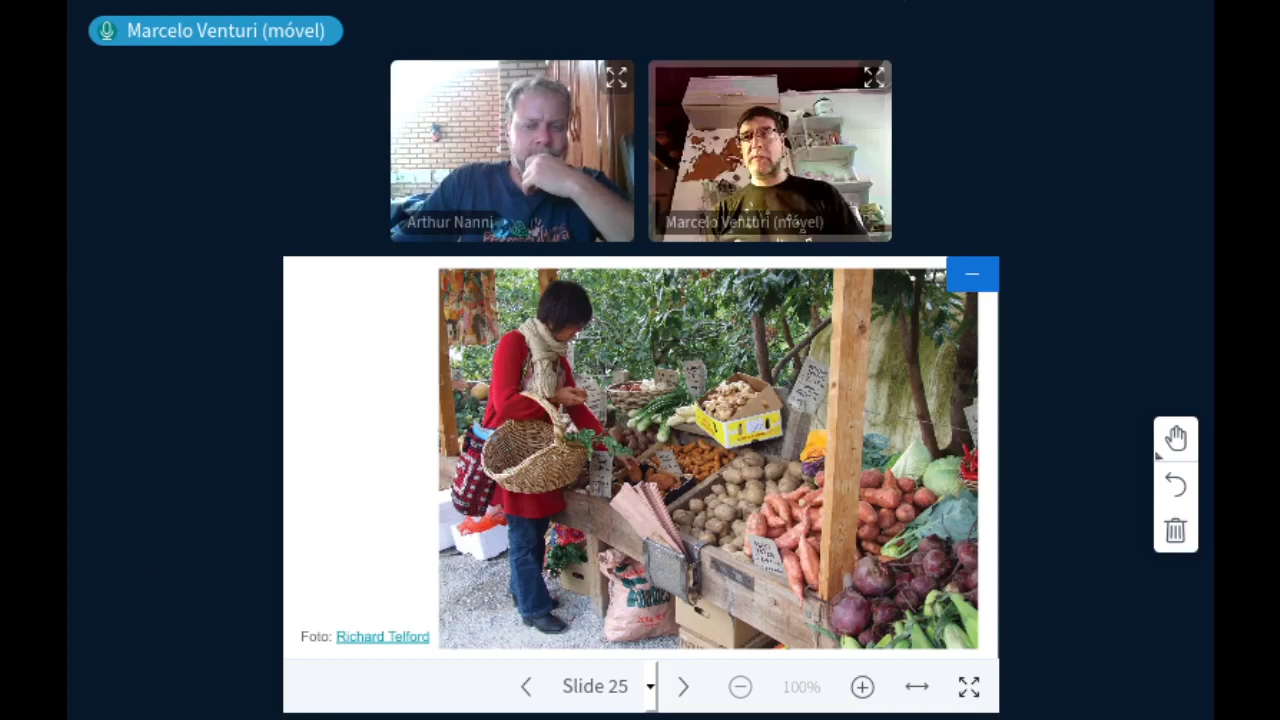 Marcelo Venturi (móvel)
Arthur Nanni
Marcelo Venturi (móvel)
Foto: Richard Telford
Slide 25
100%